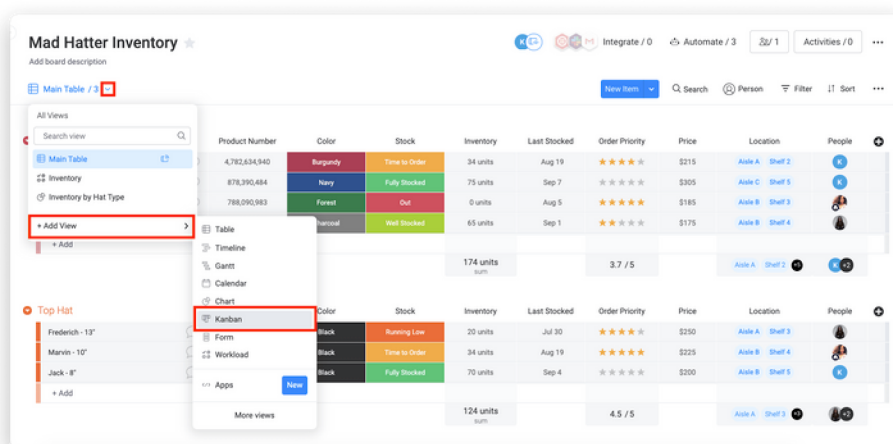 Mad Hatter Inventory
Integrate / 0
Automate / 3
/ 1
Activities / 0
Add board description
Main Table / 3
New Item
Search
Person
Filter
Sort
All Views
Search view
Main Table
Inventory
Inventory by Hat Type
+ Add View
Table
Timeline
Gantt
Calendar
Chart
Kanban
Form
Workload
Apps
New
More views
Product Number Color Stock Inventory Last Stocked Order Priority Price Location People
4,782,634,940 Burgundy Time to Order 34 units Aug 19 $215 Aisle A Shelf 2 K
878,390,484 Navy Fully Stocked 75 units Sep 7 $305 Aisle C Shelf 5 K
788,090,983 Forest Out 0 units Aug 5 $185 Aisle B Shelf 3
harcoal Well Stocked 65 units Sep 1 $175 Aisle B Shelf 4
+ Add
174 units 3.7 / 5 Aisle A Shelf 2 K +2
sum
Top Hat
Color Stock Inventory Last Stocked Order Priority Price Location People
Frederich - 13" Black Running Low 20 units Jul 30 $250 Aisle A Shelf 3
Marvin - 10" Black Time to Order 34 units Aug 19 $225 Aisle B Shelf 4
Jack - 8" Black Fully Stocked 70 units Sep 4 $200 Aisle B Shelf 5 K
+ Add
124 units 4.5 / 5 Aisle A Shelf 3 +2
sum